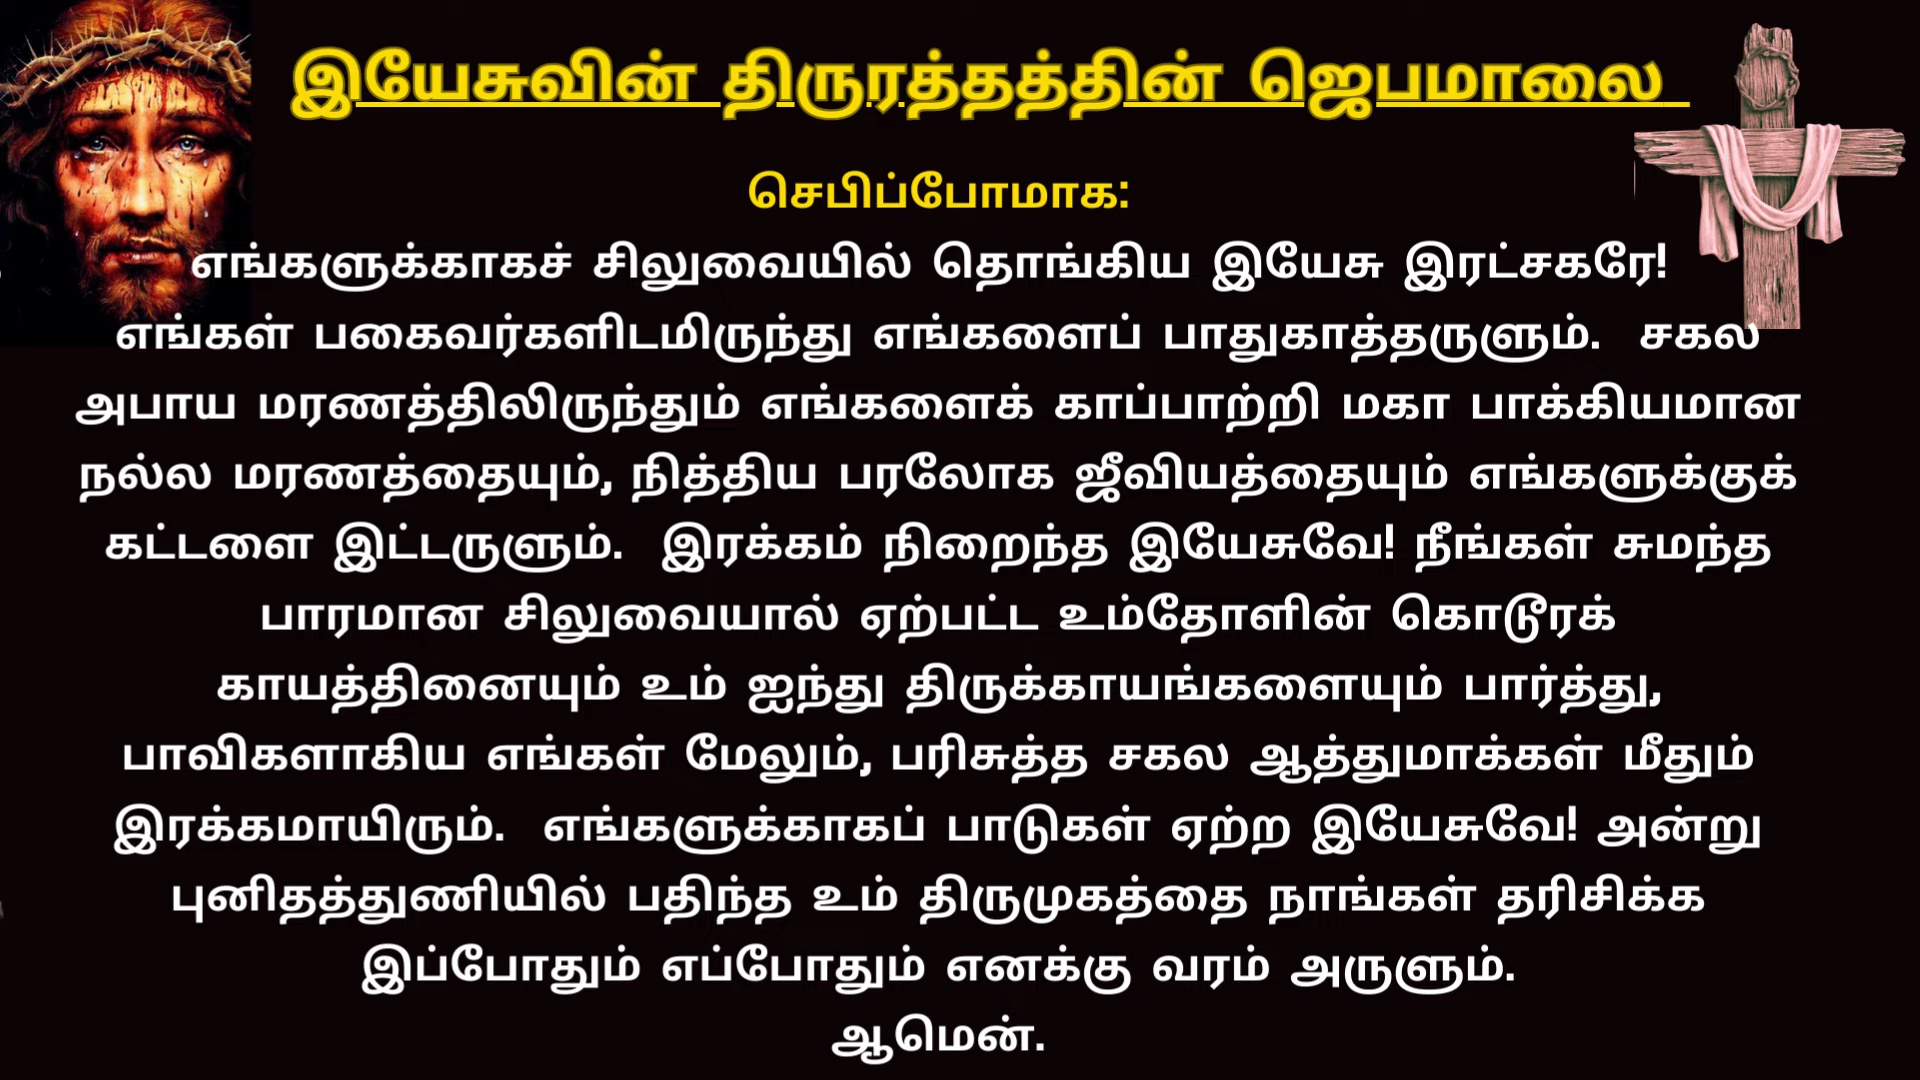 இயேசுவின் திருரத்தத்தின் ஜெபமாலை
செபிப்போமாக:
எங்களுக்காகச் சிலுவையில் தொங்கிய இயேசு இரட்சகரே!
எங்கள் பகைவர்களிடமிருந்து எங்களைப் பாதுகாத்தருளும். சகல
அபாய மரணத்திலிருந்தும் எங்களைக் காப்பாற்றி மகா பாக்கியமான
நல்ல மரணத்தையும், நித்திய பரலோக ஜீவியத்தையும் எங்களுக்குக்
கட்டளை இட்டருளும். இரக்கம் நிறைந்த இயேசுவே! நீங்கள் சுமந்த
பாரமான சிலுவையால் ஏற்பட்ட உம்தோளின் கொடூரக்
காயத்தினையும் உம் ஐந்து திருக்காயங்களையும் பார்த்து,
பாவிகளாகிய எங்கள் மேலும், பரிசுத்த சகல ஆத்துமாக்கள் மீதும்
இரக்கமாயிரும். எங்களுக்காகப் பாடுகள் ஏற்ற இயேசுவே! அன்று
புனிதத்துணியில் பதிந்த உம் திருமுகத்தை நாங்கள் தரிசிக்க
இப்போதும் எப்போதும் எனக்கு வரம் அருளும்.
ஆமென்.